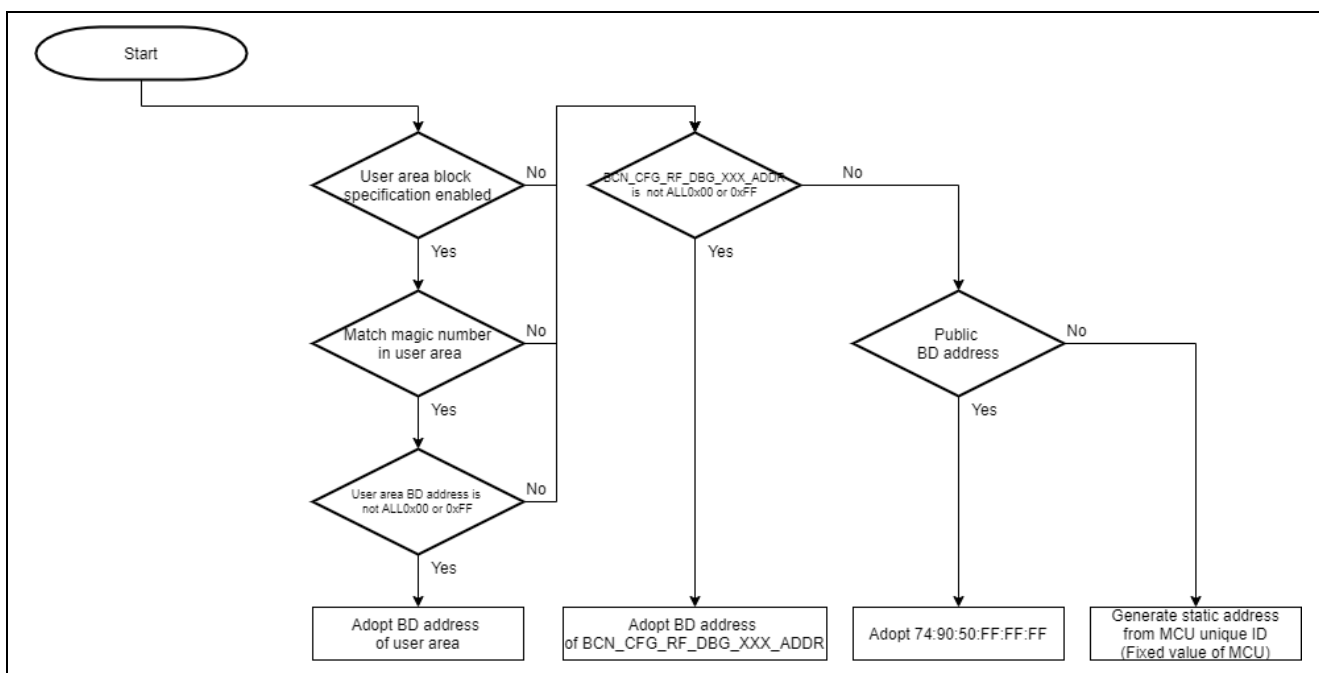 Start
User area block
specification enabled
No
Yes
Match magic number
in user area
No
Yes
User area BD address is
not ALL0x00 or 0xFF
No
Yes
Adopt BD address
of user area
BCN_CFG_RF_DBG_XXX_ADDR
is not ALL0x00 or 0xFF
No
Yes
Adopt BD address
of BCN_CFG_RF_DBG_XXX_ADDR
Public
BD address
No
Yes
Adopt 74:90:50:FF:FF:FF
Generate static address
from MCU unique ID
(Fixed value of MCU)